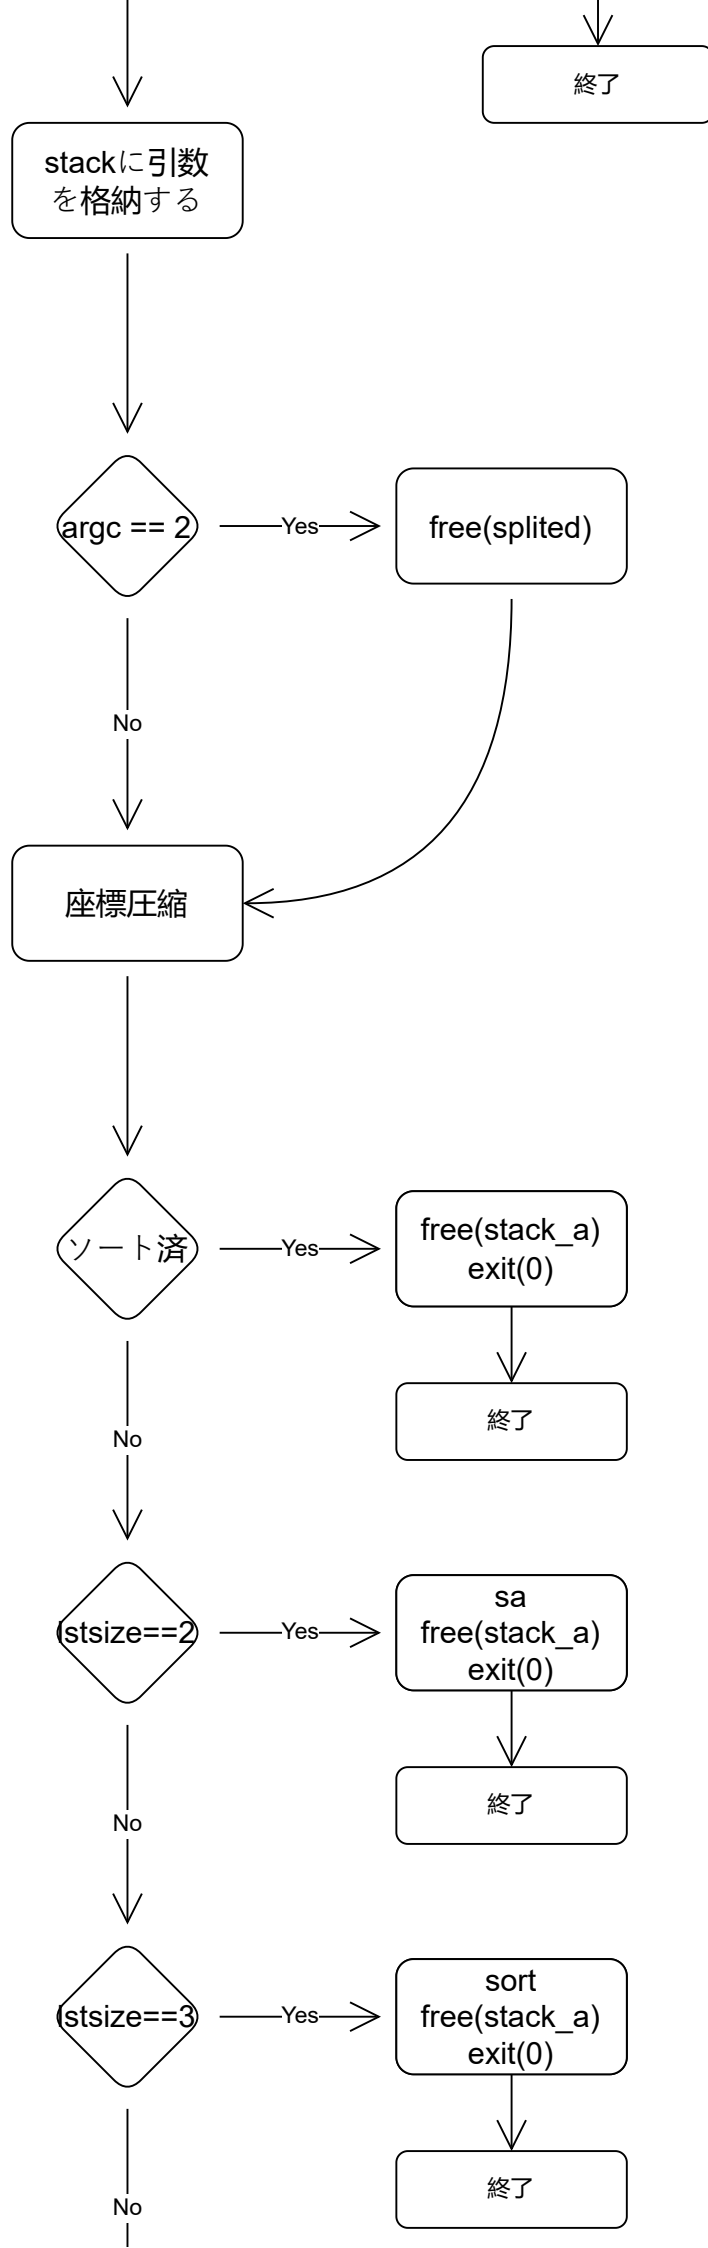 終了
stackに引数
を格納する
argc == 2
Yes
free(splited)
No
座標圧縮
ソート済
Yes
free(stack_a)
exit(0)
終了
No
lstsize==2
Yes
sa
free(stack_a)
exit(0)
終了
No
lstsize==3
Yes
sort
free(stack_a)
exit(0)
終了
No